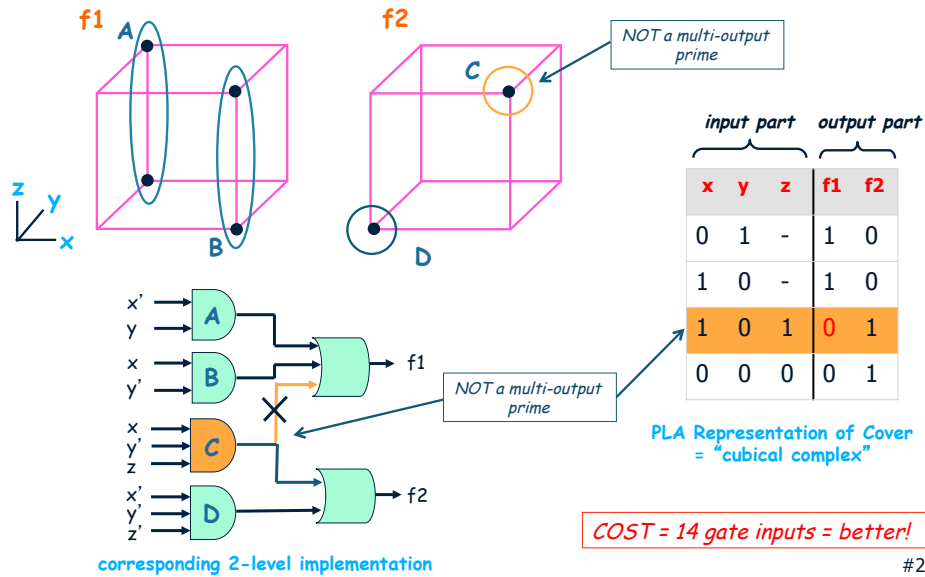 f1
f2
A
B
C
D
NOT a multi-output
prime
z
y
x
input part
output part
x y z f1 f2
0 1 - 1 0
1 0 - 1 0
1 0 1 0 1
0 0 0 0 1
PLA Representation of Cover
= “cubical complex”
x’
y
A
x
y’
B
x
y’
z
C
x’
y’
z’
D
f1
f2
NOT a multi-output
prime
corresponding 2-level implementation
COST = 14 gate inputs = better!
#2